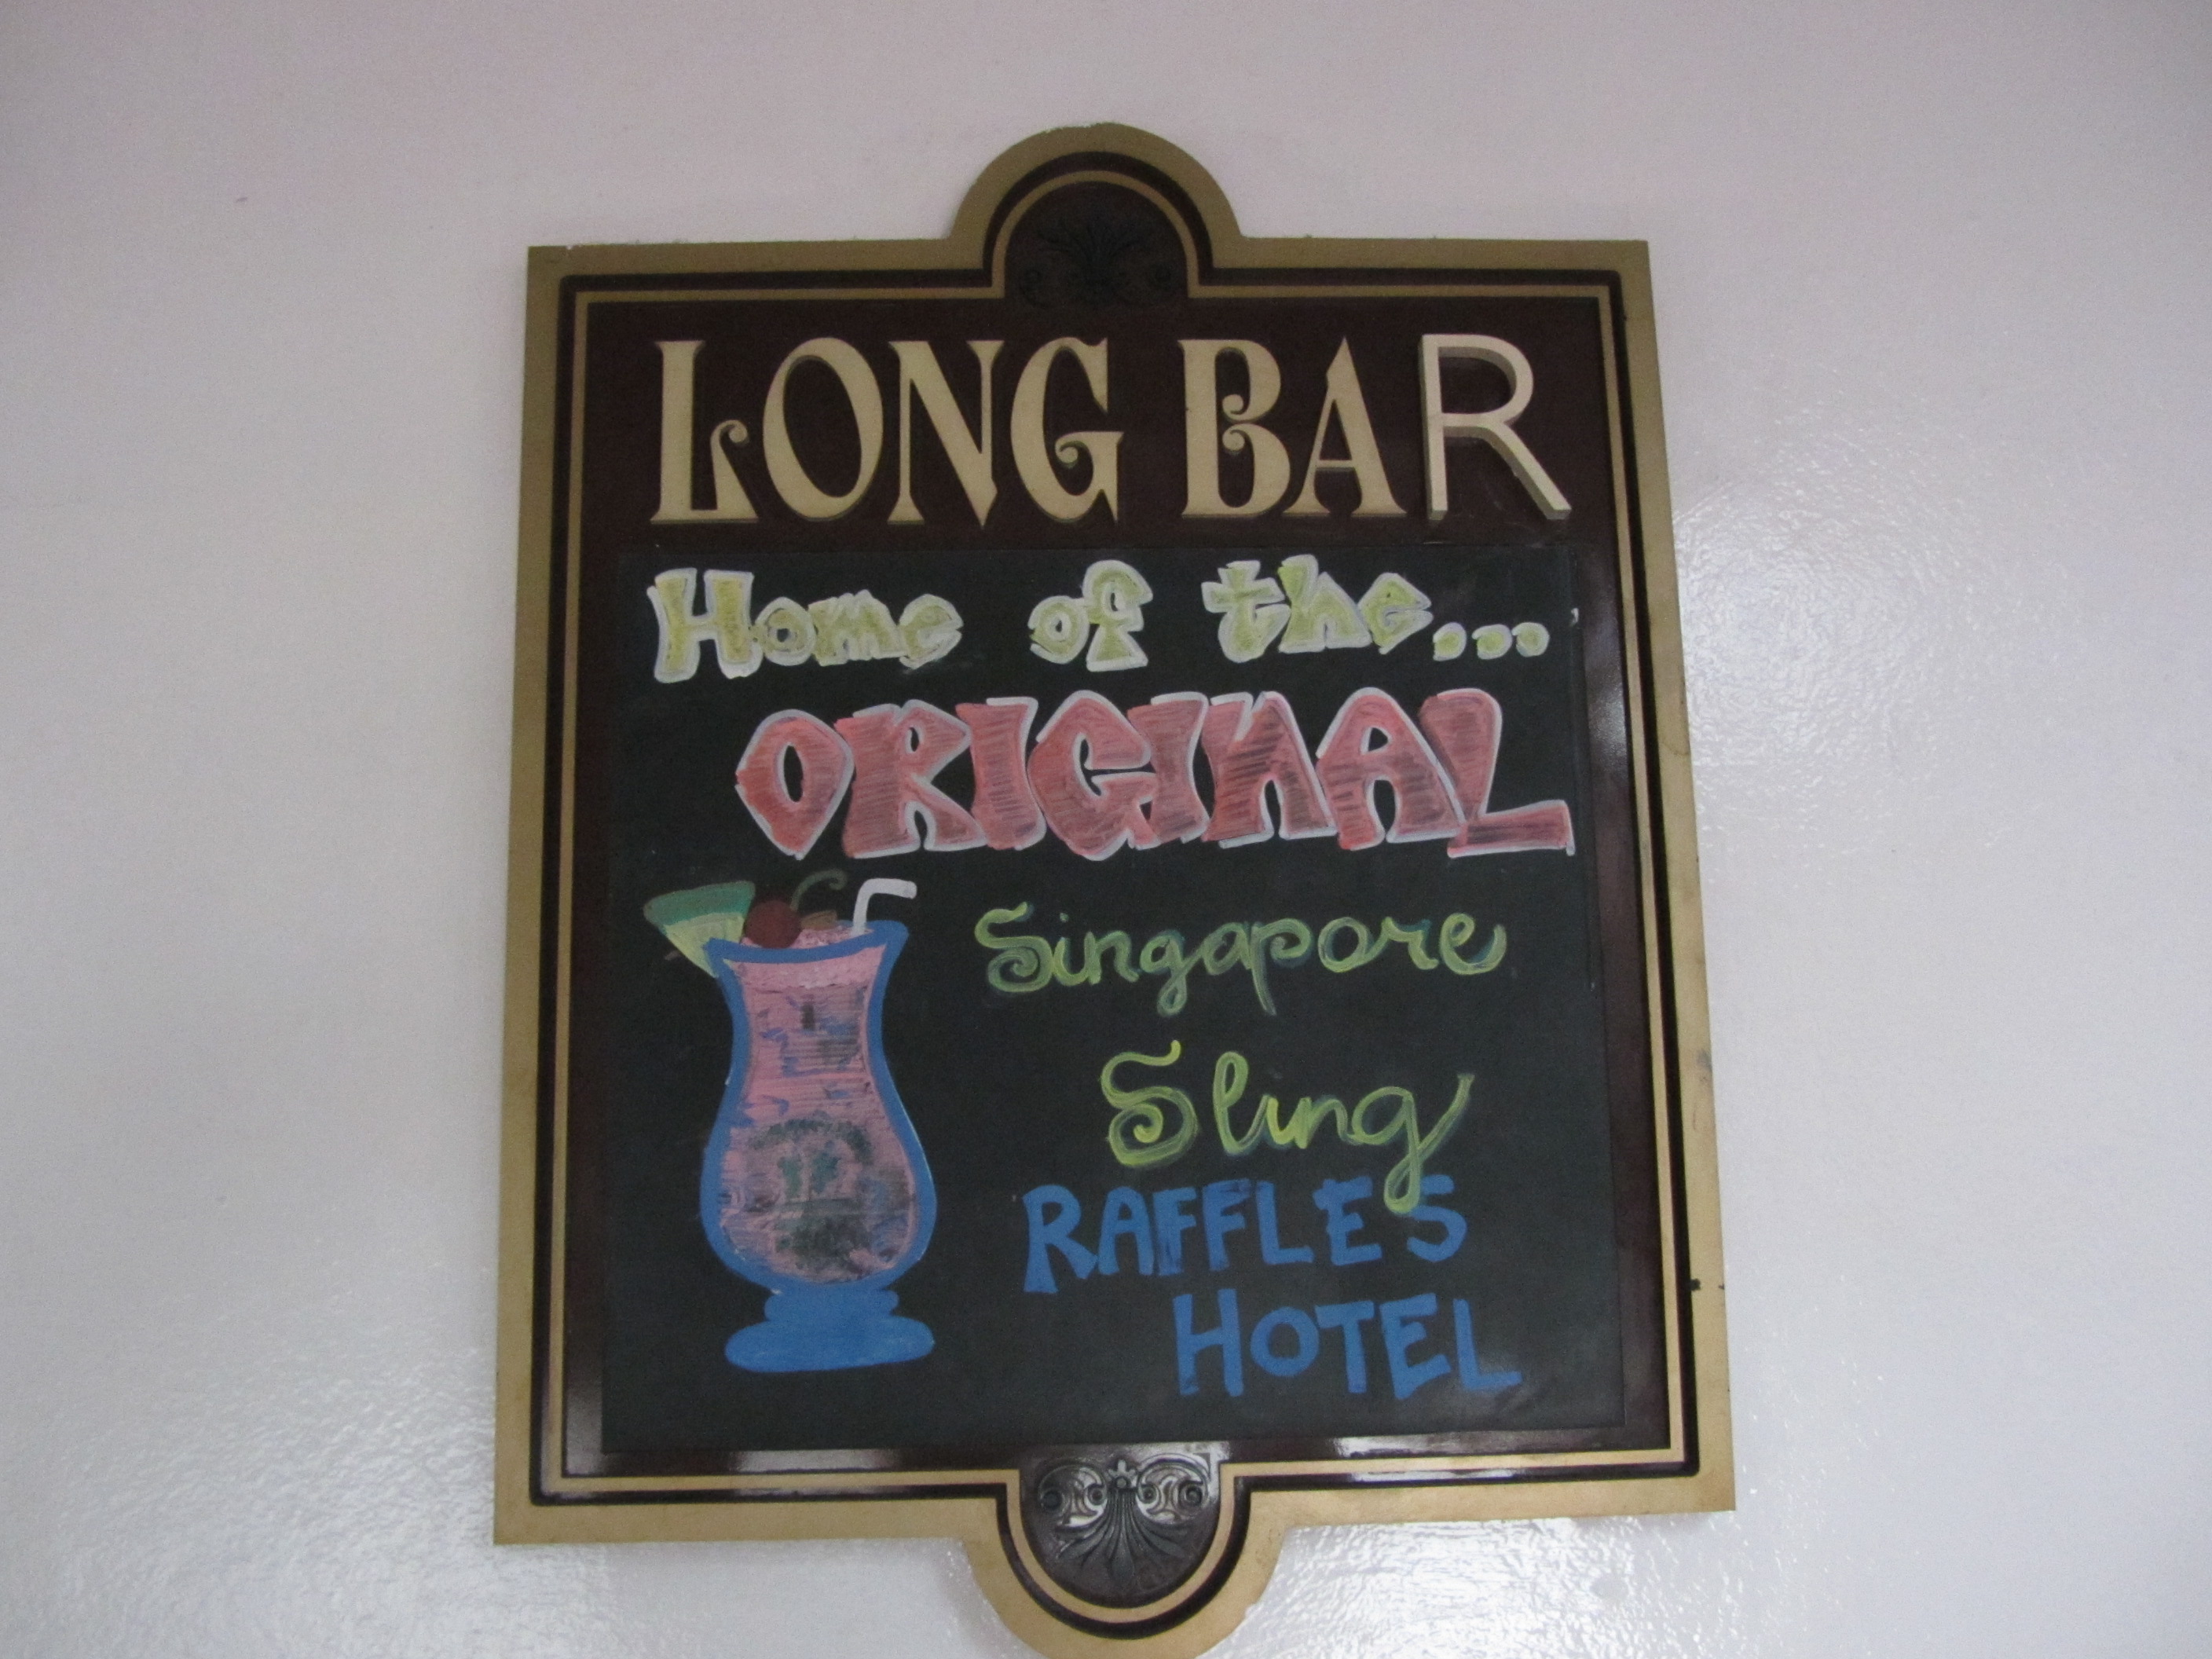 LONG BAR
Home of the...
ORIGINAL
Singapore
Sling
RAFFLES
HOTEL